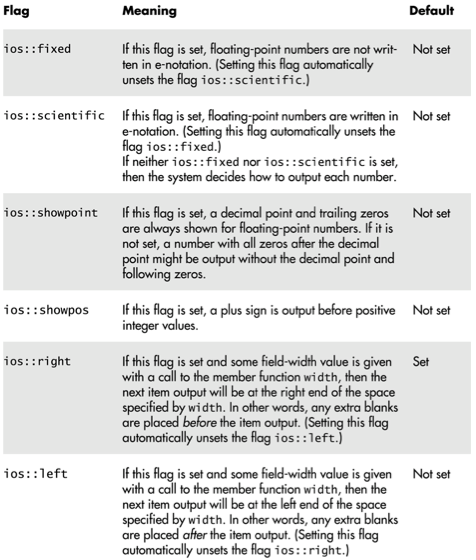 Flag Meaning Default
ios::fixed If this flag is set, floating-point numbers are not writ- Not set
ten in e-notation. (Setting this flag automatically
unsets the flag ios::scientific.)
ios::scientific If this flag is set, floating-point numbers are written in Not set
e-notation. (Setting this flag automatically unsets the
flag ios::fixed.)
If neither ios::fixed nor ios::scientific is set,
then the system decides how to output each number.
ios::showpoint If this flag is set, a decimal point and trailing zeros Not set
are always shown for floating-point numbers. If it is
not set, a number with all zeros after the decimal
point might be output without the decimal point and
following zeros.
ios::showpos If this flag is set, a plus sign is output before positive Not set
integer values.
ios::right If this flag is set and some field-width value is given Set
with a call to the member function width, then the
next item output will be at the right end of the space
specified by width. In other words, any extra blanks
are placed before the item output. (Setting this flag
automatically unsets the flag ios::left.)
ios::left If this flag is set and some field-width value is given Not set
with a call to the member function width, then the
next item output will be at the left end of the space
specified by width. In other words, any extra blanks
are placed after the item output. (Setting this flag
automatically unsets the flag ios::right.)